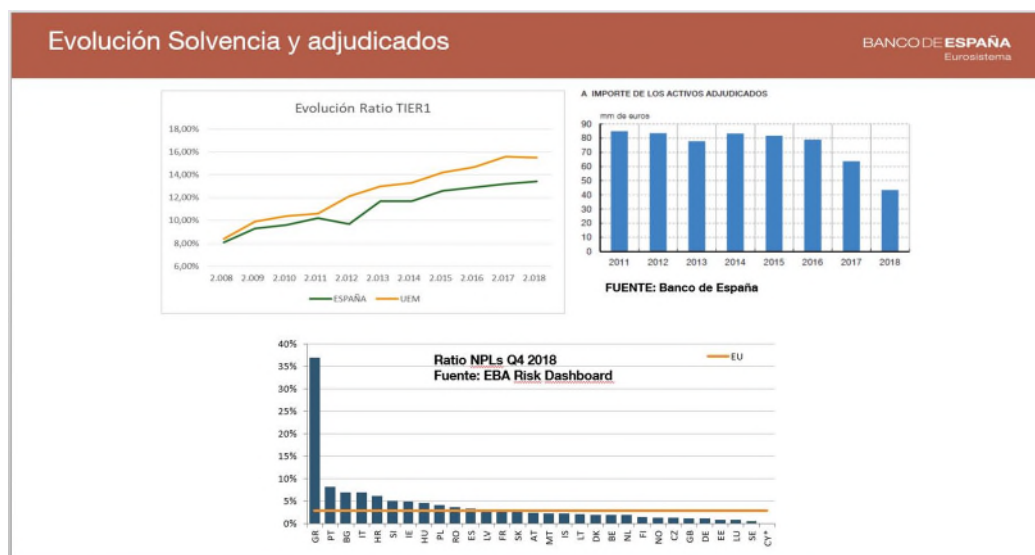 Evolución Solvencia y adjudicados
BANCO DE ESPAÑA
Eurosistema
Evolución Ratio TIER1
18,00%
16,00%
14,00%
12,00%
10,00%
8,00%
6,00%
2.008 2.009 2.010 2.011 2.012 2.013 2.014 2.015 2.016 2.017 2.018
ESPAÑA UEM
A IMPORTE DE LOS ACTIVOS ADJUDICADOS
mm de euros
90
80
70
60
50
40
30
20
10
0
2011 2012 2013 2014 2015 2016 2017 2018
FUENTE: Banco de España
Ratio NPLs Q4 2018
Fuente: EBA Risk Dashboard
EU
40%
35%
30%
25%
20%
15%
10%
5%
0%
GR PT BG IT HR SI IE HU PL RO ES LV FR SK AT MT IS LT DK BE NL FI NO CZ GB DE EE LU SE CY*